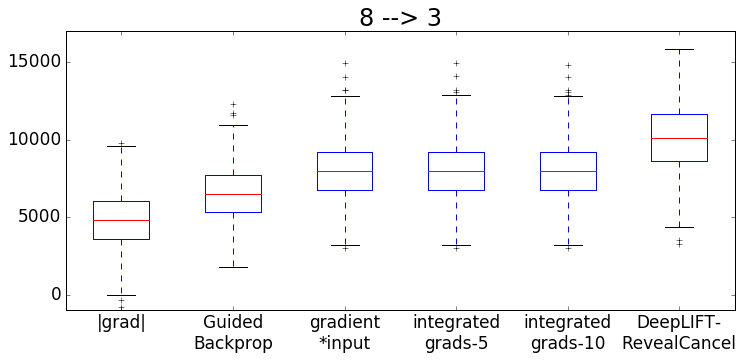 8 --> 3
15000
10000
5000
0
|grad|
Guided
Backprop
gradient
*input
integrated
grads-5
integrated
grads-10
DeepLIFT-
RevealCancel